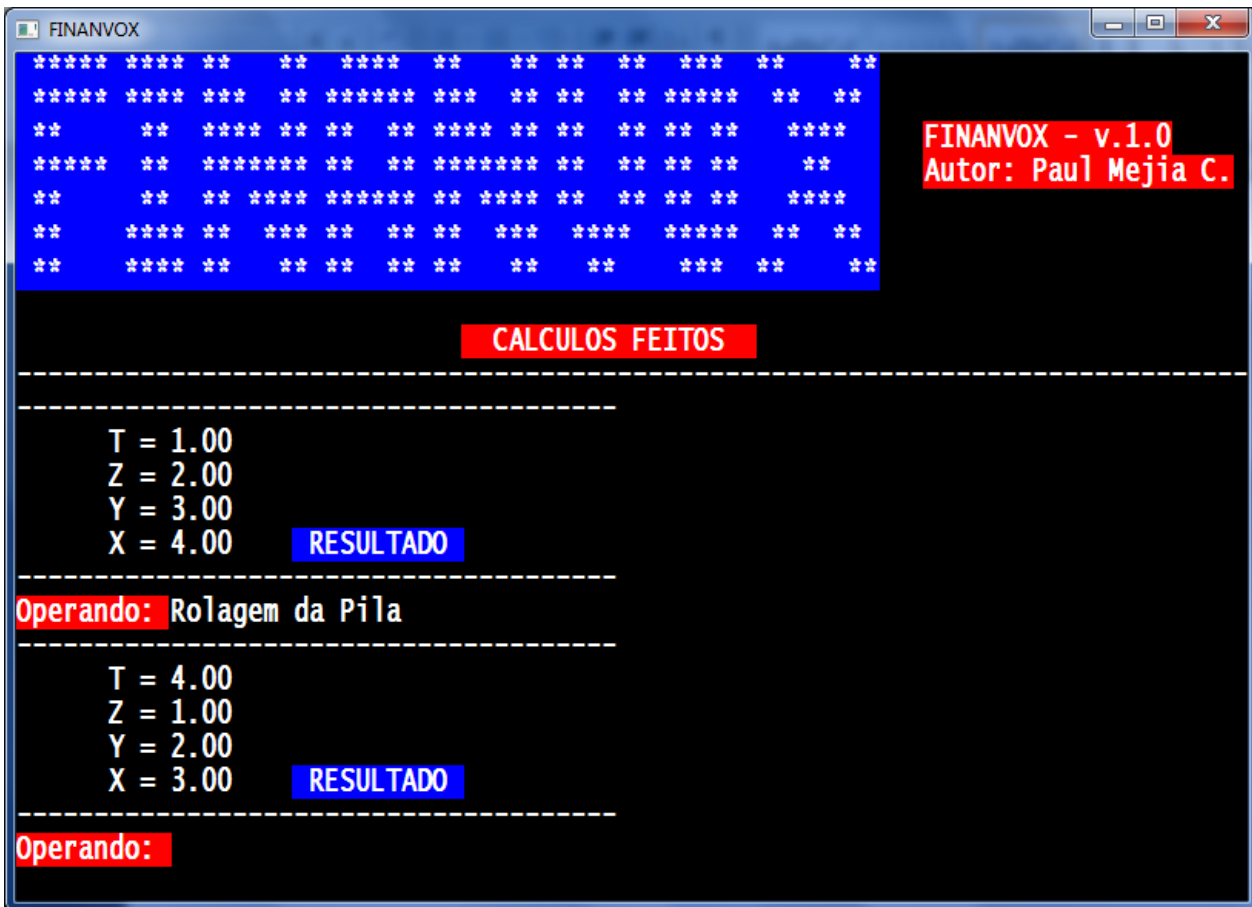 FINANVOX
FINANVOX - v.1.0
Autor: Paul Mejia C.
CALCULOS FEITOS
T = 1.00
Z = 2.00
Y = 3.00
X = 4.00 RESULTADO
Operando: Rolagem da Pila
T = 4.00
Z = 1.00
Y = 2.00
X = 3.00 RESULTADO
Operando: